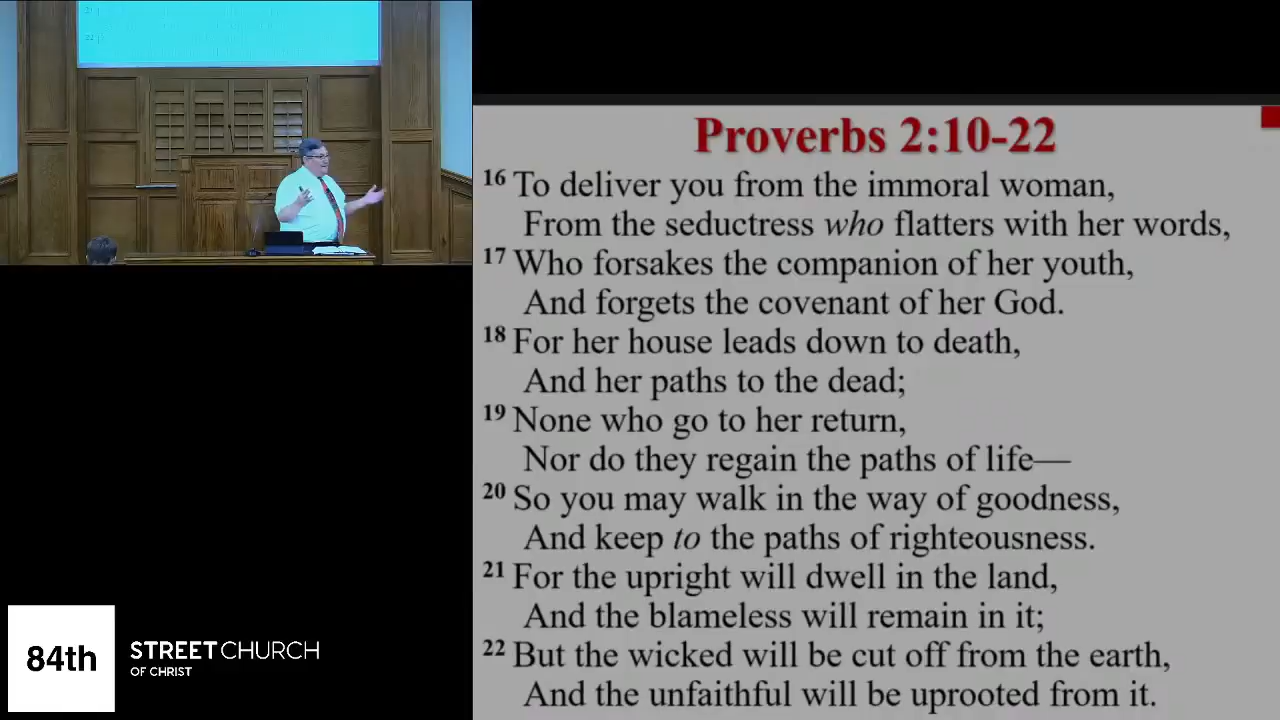 Proverbs 2:10-22
16 To deliver you from the immoral woman,
From the seductress who flatters with her words,
17 Who forsakes the companion of her youth,
And forgets the covenant of her God.
18 For her house leads down to death,
And her paths to the dead;
19 None who go to her return,
Nor do they regain the paths of life—
20 So you may walk in the way of goodness,
And keep to the paths of righteousness.
21 For the upright will dwell in the land,
And the blameless will remain in it;
22 But the wicked will be cut off from the earth,
And the unfaithful will be uprooted from it.
84th
STREET CHURCH
OF CHRIST